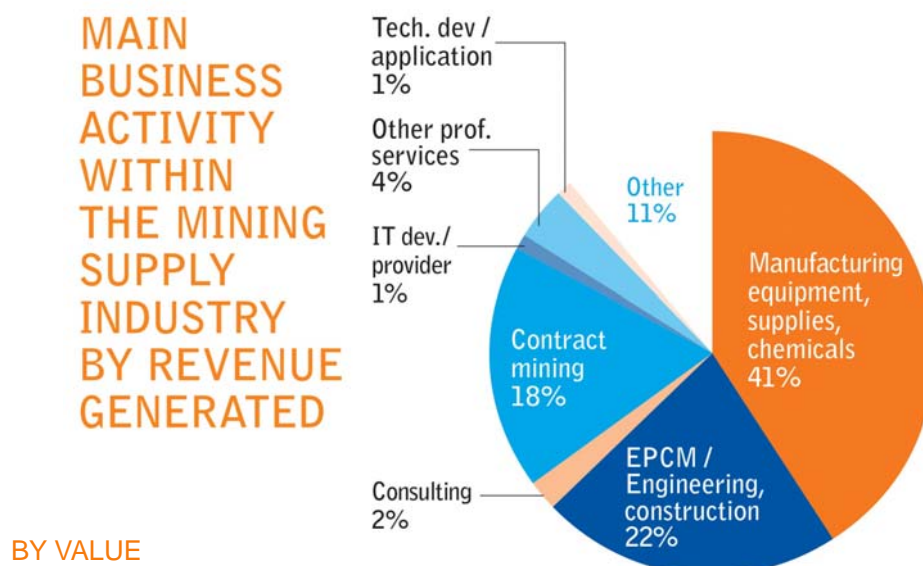 MAIN
BUSINESS
ACTIVITY
WITHIN
THE MINING
SUPPLY
INDUSTRY
BY REVENUE
GENERATED
Tech. dev /
application
1%
Other prof.
services
4%
IT dev./
provider
1%
Contract
mining
18%
Consulting
2%
Other
11%
Manufacturing
equipment,
supplies,
chemicals
41%
EPCM /
Engineering,
construction
22%
BY VALUE